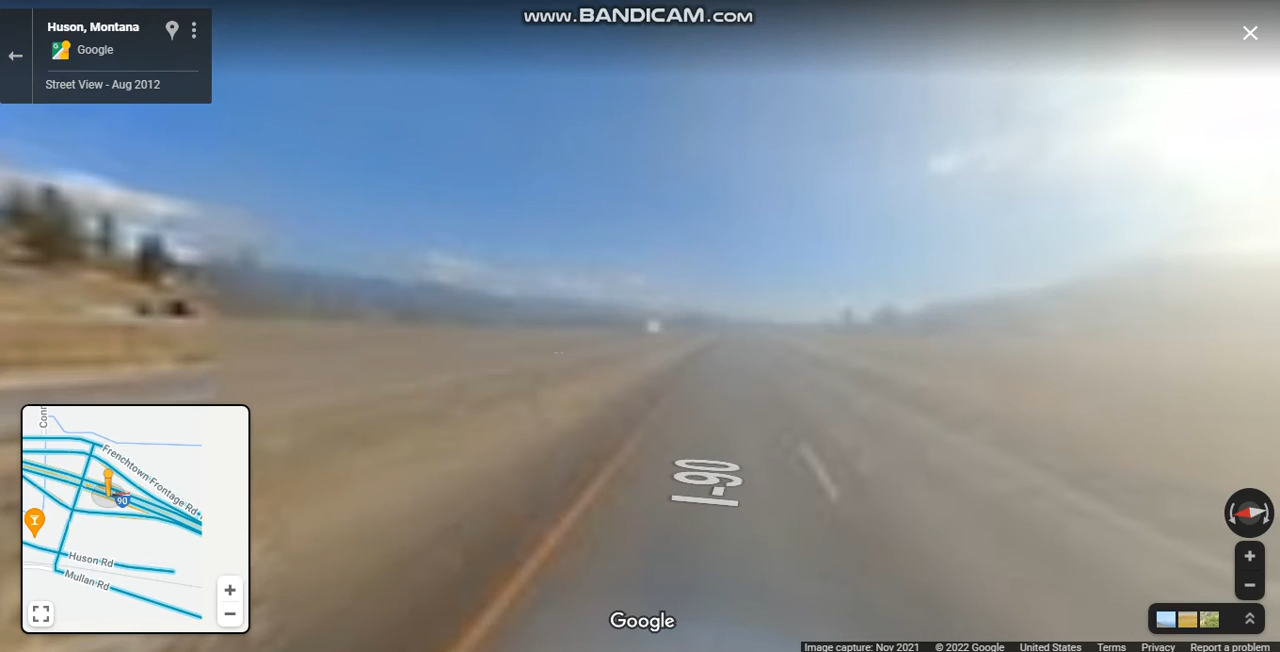 www.BANDICAM.com
Huson, Montana
Google
Street View - Aug 2012
I-90
Conr
Frenchtown Frontage Rd
90
Huson Rd
Mullan Rd
Google
Image capture: Nov 2021 © 2022 Google United States Terms Privacy Report a problem